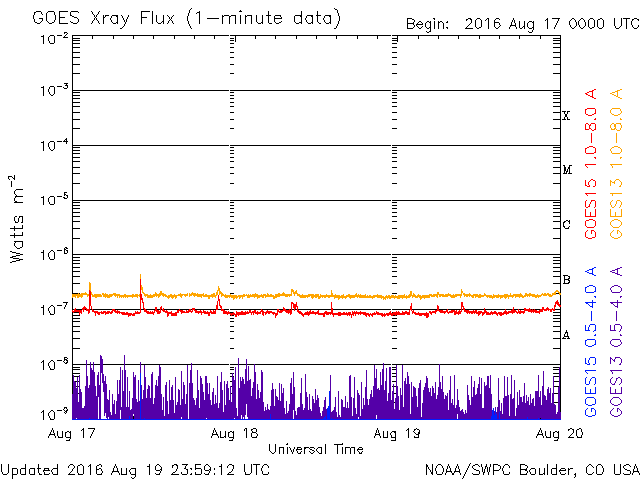 GOES Xray Flux (1-minute data)
Begin: 2016 Aug 17 0000 UTC
10-2
10-3
10-4
10-5
10-6
10-7
10-8
10-9
Watts m-2
X
M
C
B
A
GOES15 1.0-8.0 A
GOES13 1.0-8.0 A
GOES15 0.5-4.0 A
GOES13 0.5-4.0 A
Aug 17
Aug 18
Aug 19
Aug 20
Universal Time
Updated 2016 Aug 19 23:59:12 UTC
NOAA/SWPC Boulder, CO USA